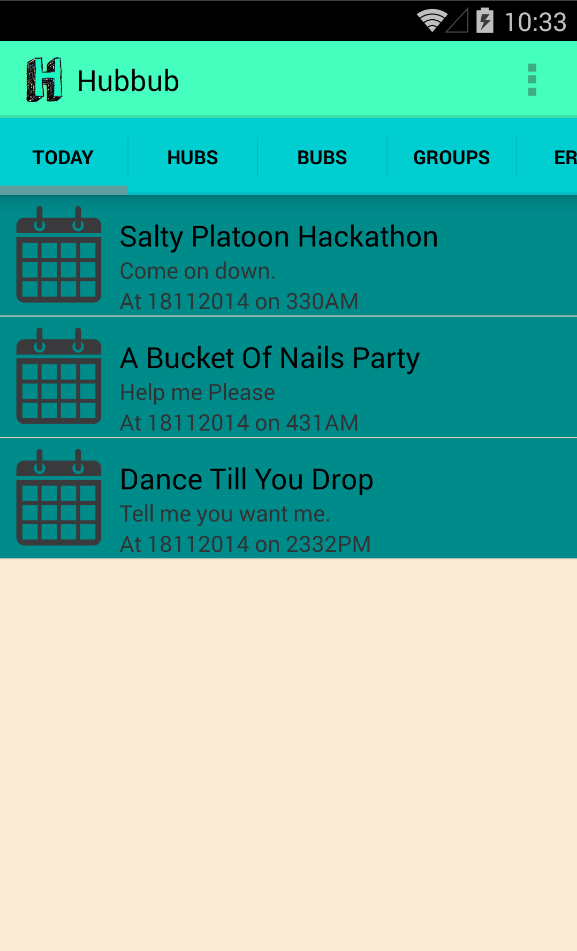 10:33
H Hubbub
TODAY HUBS BUBS GROUPS ER
Salty Platoon Hackathon
Come on down.
At 18112014 on 330AM
A Bucket Of Nails Party
Help me Please
At 18112014 on 431AM
Dance Till You Drop
Tell me you want me.
At 18112014 on 2332PM